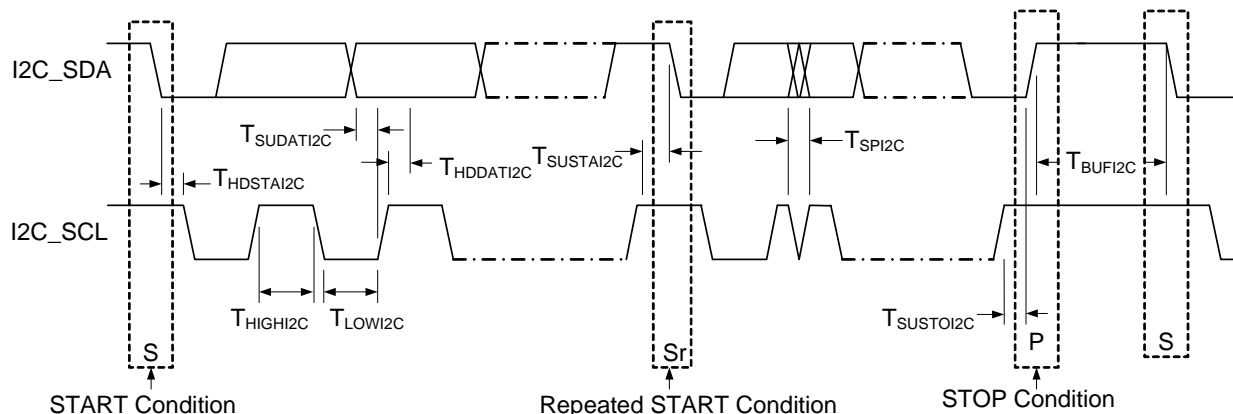 I2C_SDA
T_SUDATI2C
T_HDDATI2C
T_SUSTAI2C
T_SPI2C
T_BUFI2C
T_HDSTAI2C
I2C_SCL
T_HIGHI2C
T_LOWI2C
T_SUSTOI2C
S
Sr
P
S
START Condition
Repeated START Condition
STOP Condition